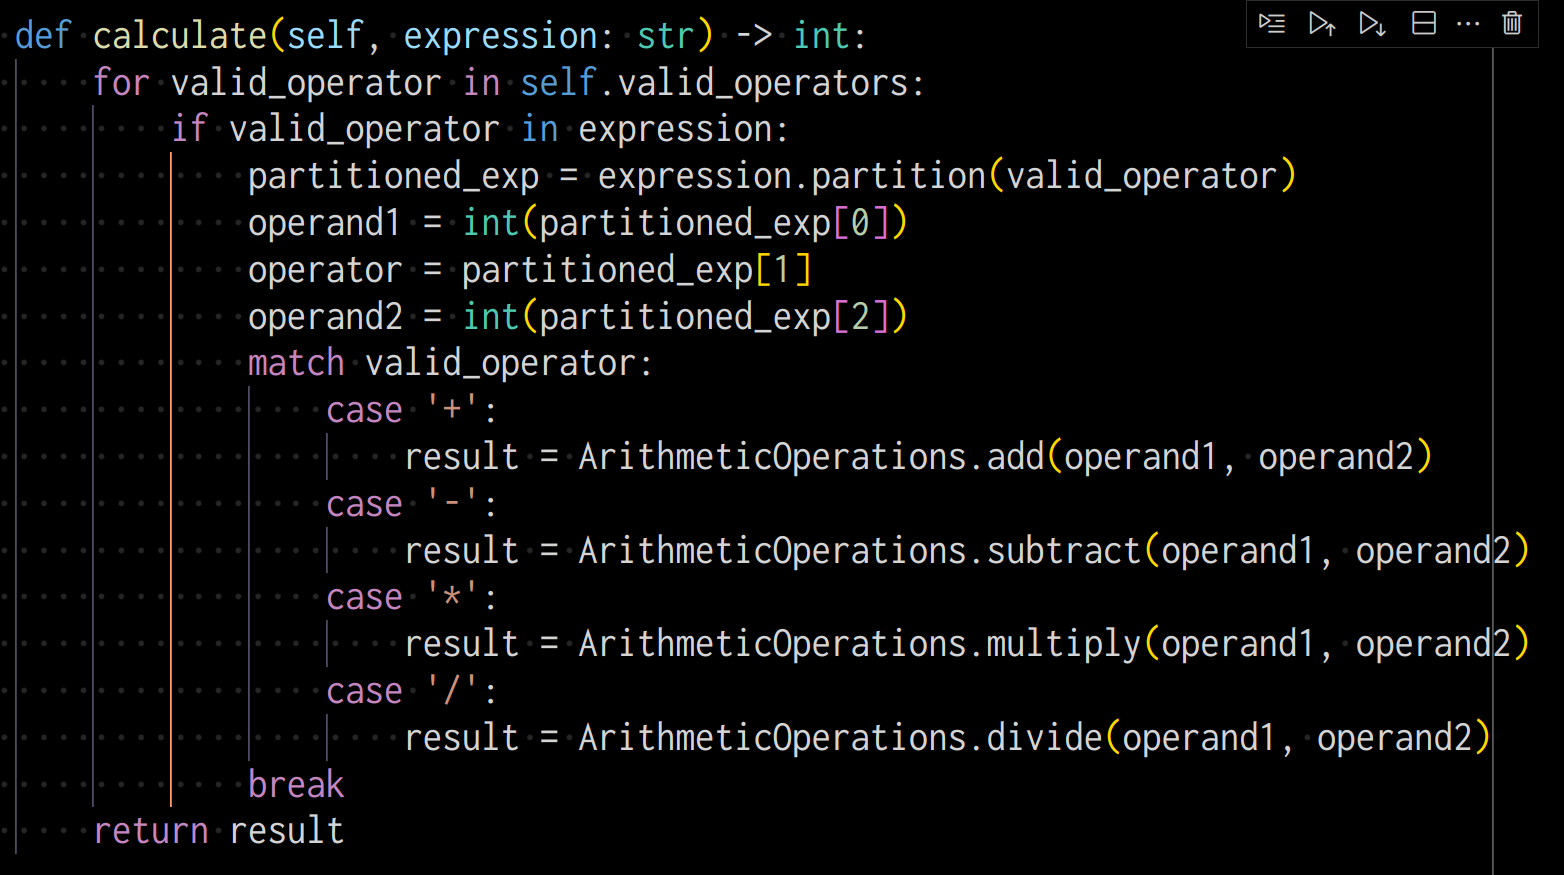 def calculate(self, expression: str) -> int:
    for valid_operator in self.valid_operators:
        if valid_operator in expression:
            partitioned_exp = expression.partition(valid_operator)
            operand1 = int(partitioned_exp[0])
            operator = partitioned_exp[1]
            operand2 = int(partitioned_exp[2])
            match valid_operator:
                case '+':
                    result = ArithmeticOperations.add(operand1, operand2)
                case '-':
                    result = ArithmeticOperations.subtract(operand1, operand2)
                case '*':
                    result = ArithmeticOperations.multiply(operand1, operand2)
                case '/':
                    result = ArithmeticOperations.divide(operand1, operand2)
            break
    return result